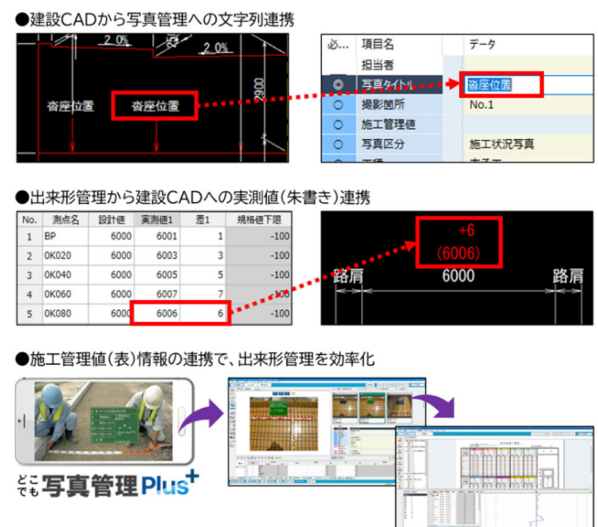 ●建設CADから写真管理への文字列連携
2.0%
2.0%
2900
沓座位置 沓座位置
必... 項目名 データ
担当者
◎ 写真タイトル 沓座位置
○ 撮影箇所 No.1
○ 施工管理値
○ 写真区分 施工状況写真
●出来形管理から建設CADへの実測値(朱書き)連携
No. 測点名 設計値 実測値1 差1 規格値下限
1 BP 6000 6001 1 -100
2 0K020 6000 6003 3 -100
3 0K040 6000 6005 5 -100
4 0K060 6000 6007 7 -100
5 0K080 6000 6006 6 -100
+6
(6006)
路肩 6000 路肩
●施工管理値(表)情報の連携で、出来形管理を効率化
どこでも写真管理Plus+